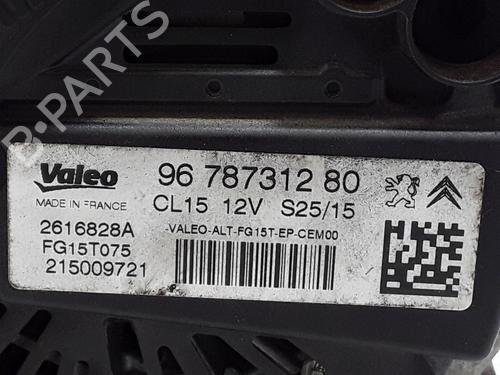 B-PARTS
Valeo
MADE IN FRANCE
96 787312 80
CL15 12V S25/15
2616828A
FG15T075
215009721
-VALEO-ALT-FG15T-EP-CEM00